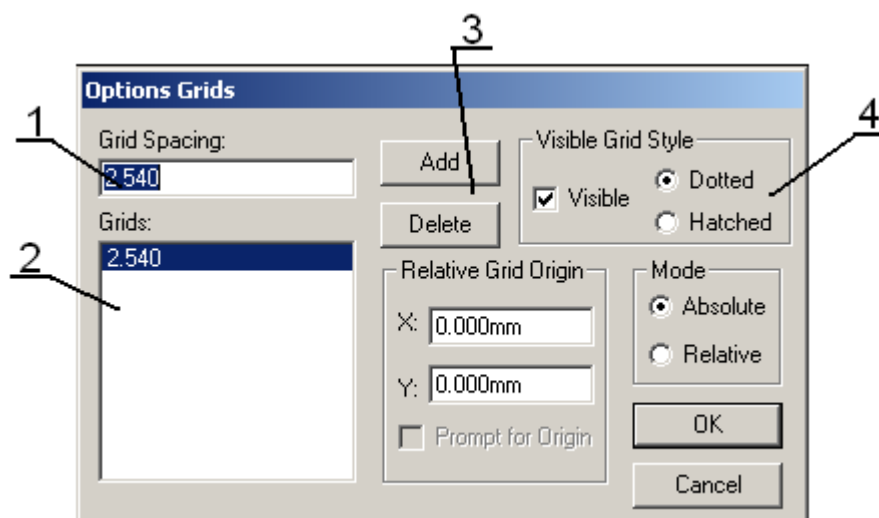 3
Options Grids
1
Grid Spacing:
2.540
Add
Visible Grid Style
4
Visible
Dotted
Hatched
Delete
Grids:
2.540
2
Relative Grid Origin
X: 0.000mm
Y: 0.000mm
Prompt for Origin
Mode
Absolute
Relative
OK
Cancel